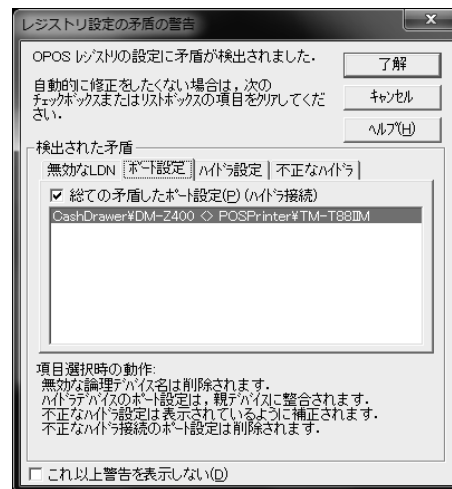 レジストリ設定の矛盾の警告
OPOS レジストリの設定に矛盾が検出されました.
自動的に修正をしたくない場合は，次の
チェックボックスまたはリストボックスの項目をクリアしてくだ
さい.
了解
キャンセル
ヘルプ(H)
検出された矛盾
無効なLDN ポート設定 ハイドラ設定 不正なハイドラ
総ての矛盾したポート設定(P) (ハイドラ接続)
CashDrawer¥DM-Z400 <> POSPrinter¥TM-T88ⅡM
項目選択時の動作:
無効な論理デバイス名は削除されます.
ハイドラデバイスのポート設定は，親デバイスに整合されます.
不正なハイドラ設定は表示されているように補正されます.
不正なハイドラ接続のポート設定は削除されます.
これ以上警告を表示しない(D)